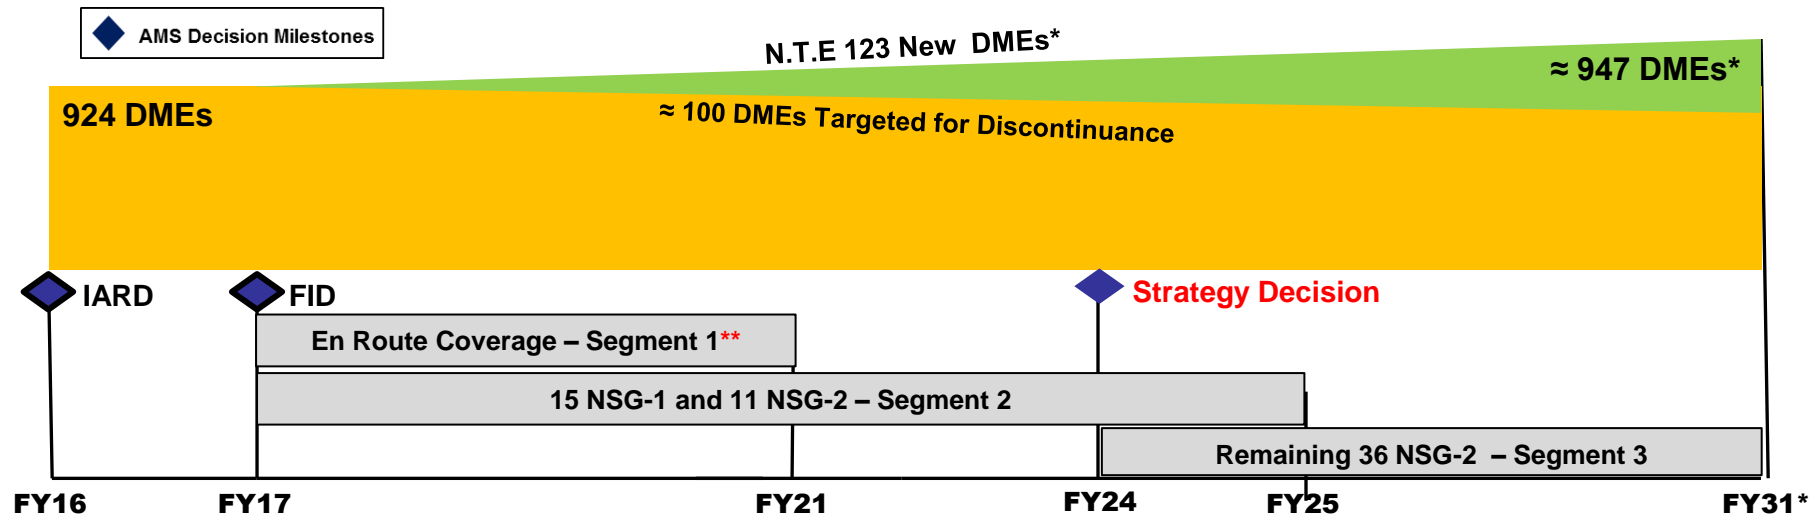 AMS Decision Milestones
N.T.E 123 New  DMEs*
≈ 947 DMEs*
924 DMEs
≈ 100 DMEs Targeted for Discontinuance
IARD
FID
Strategy Decision
En Route Coverage – Segment 1**
15 NSG-1 and 11 NSG-2 – Segment 2
Remaining 36 NSG-2  – Segment 3
FY16
FY17
FY21
FY24
FY25
FY31*